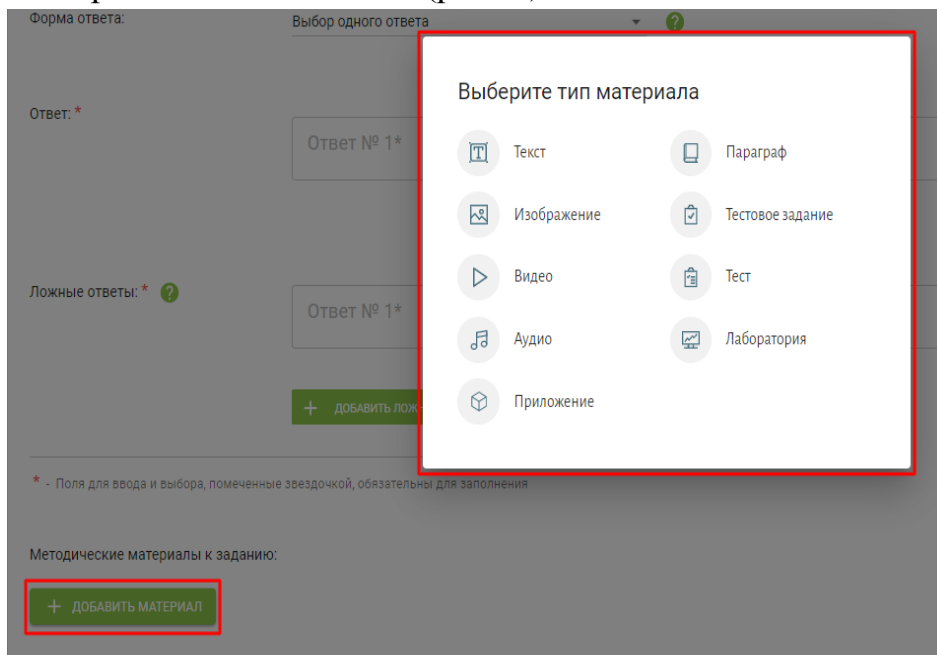 Форма ответа:
Выбор одного ответа
?
Выберите тип материала
Ответ: *
Ответ № 1*
Текст
Параграф
Изображение
Тестовое задание
Видео
Тест
Ложные ответы: * ?
Ответ № 1*
Аудио
Лаборатория
Приложение
+ ДОБАВИТЬ
* - Поля для ввода и выбора, помеченные звездочкой, обязательны для заполнения
Методические материалы к заданию:
+ ДОБАВИТЬ МАТЕРИАЛ